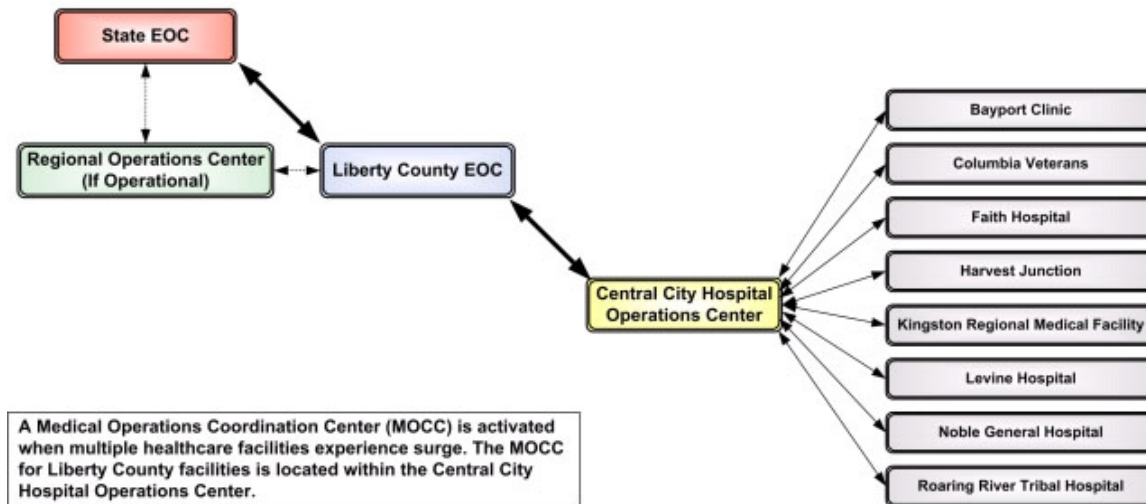 State EOC
Regional Operations Center
(If Operational)
Liberty County EOC
Central City Hospital
Operations Center
Bayport Clinic
Columbia Veterans
Faith Hospital
Harvest Junction
Kingston Regional Medical Facility
Levine Hospital
Noble General Hospital
Roaring River Tribal Hospital
A Medical Operations Coordination Center (MOCC) is activated
when multiple healthcare facilities experience surge. The MOCC
for Liberty County facilities is located within the Central City
Hospital Operations Center.